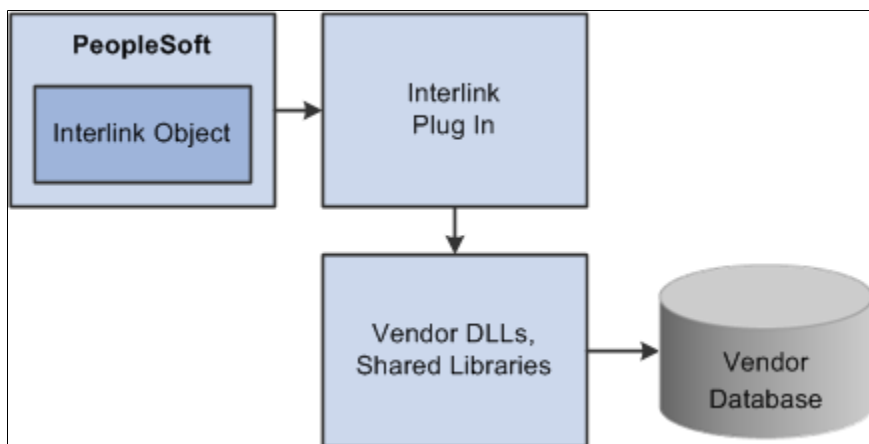 PeopleSoft
Interlink Object
Interlink
Plug In
Vendor DLLs,
Shared Libraries
Vendor
Database